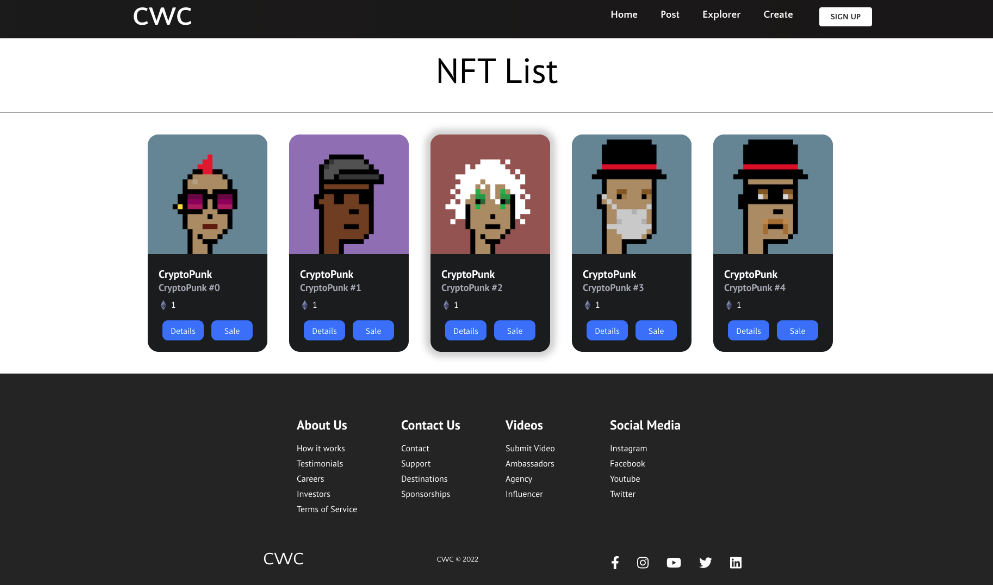 CWC
Home Post Explorer Create SIGN UP
NFT List
CryptoPunk
CryptoPunk #0
1
Details Sale
CryptoPunk
CryptoPunk #1
1
Details Sale
CryptoPunk
CryptoPunk #2
1
Details Sale
CryptoPunk
CryptoPunk #3
1
Details Sale
CryptoPunk
CryptoPunk #4
1
Details Sale
About Us
How it works
Testimonials
Careers
Investors
Terms of Service
Contact Us
Contact
Support
Destinations
Sponsorships
Videos
Submit Video
Ambassadors
Agency
Influencer
Social Media
Instagram
Facebook
Youtube
Twitter
CWC
CWC © 2022